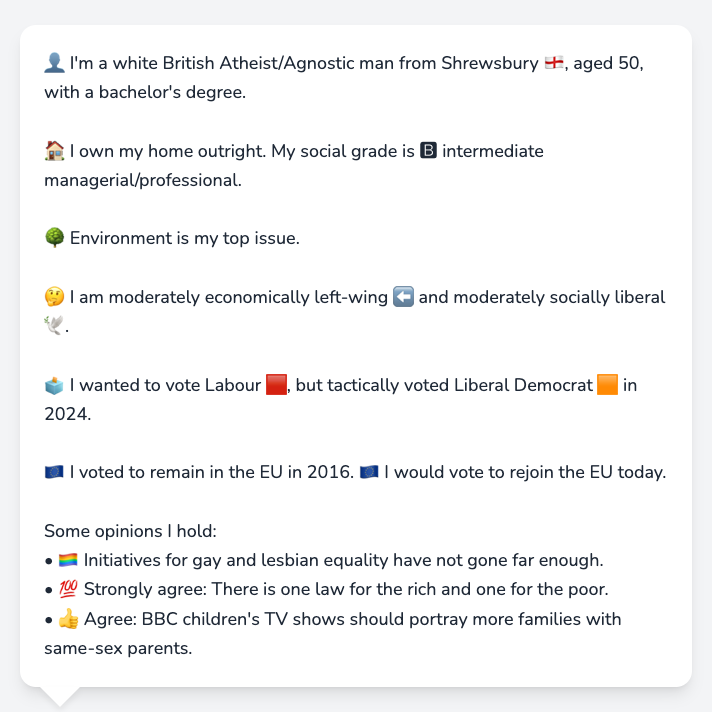 👤 I'm a white British Atheist/Agnostic man from Shrewsbury 🏴󠁧󠁢󠁥󠁮󠁧󠁿, aged 50,
with a bachelor's degree.
🏠 I own my home outright. My social grade is 🅱 intermediate
managerial/professional.
🌳 Environment is my top issue.
🤔 I am moderately economically left-wing ⬅️ and moderately socially liberal
🕊️.
🗳️ I wanted to vote Labour 🟥, but tactically voted Liberal Democrat 🟧 in
2024.
🇪🇺 I voted to remain in the EU in 2016. 🇪🇺 I would vote to rejoin the EU today.
Some opinions I hold:
• 🏳️‍🌈 Initiatives for gay and lesbian equality have not gone far enough.
• 💯 Strongly agree: There is one law for the rich and one for the poor.
• 👍 Agree: BBC children's TV shows should portray more families with
same-sex parents.